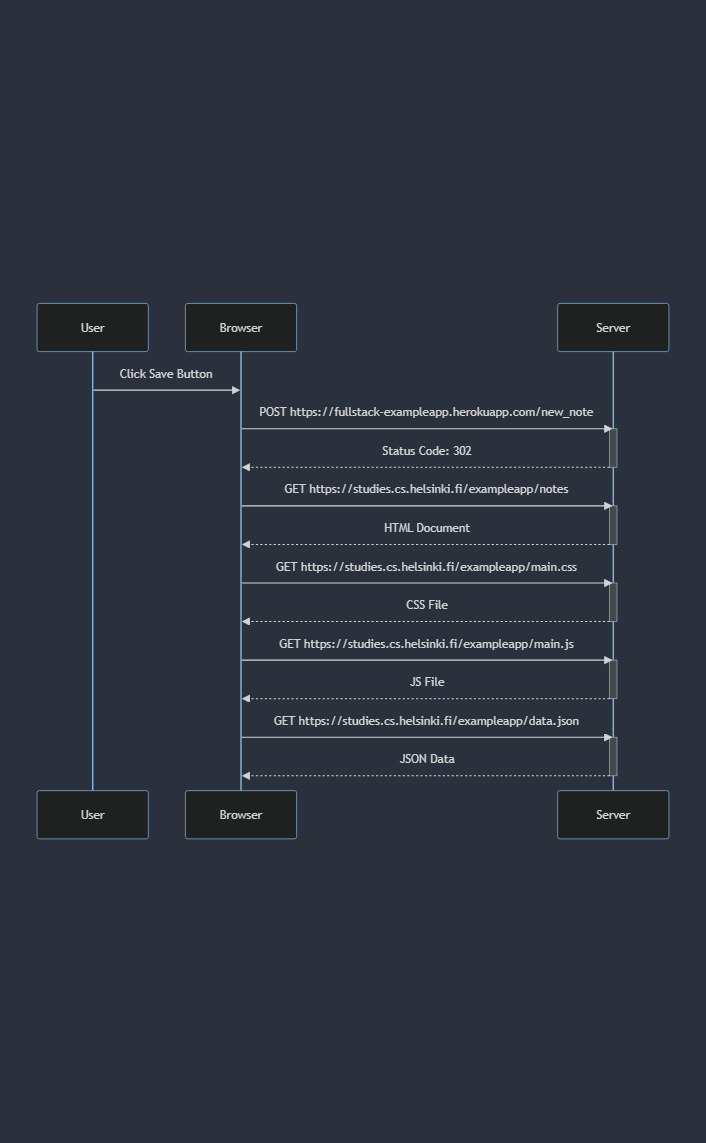 User
Browser
Server
Click Save Button
POST https://fullstack-exampleapp.herokuapp.com/new_note
Status Code: 302
GET https://studies.cs.helsinki.fi/exampleapp/notes
HTML Document
GET https://studies.cs.helsinki.fi/exampleapp/main.css
CSS File
GET https://studies.cs.helsinki.fi/exampleapp/main.js
JS File
GET https://studies.cs.helsinki.fi/exampleapp/data.json
JSON Data
User
Browser
Server